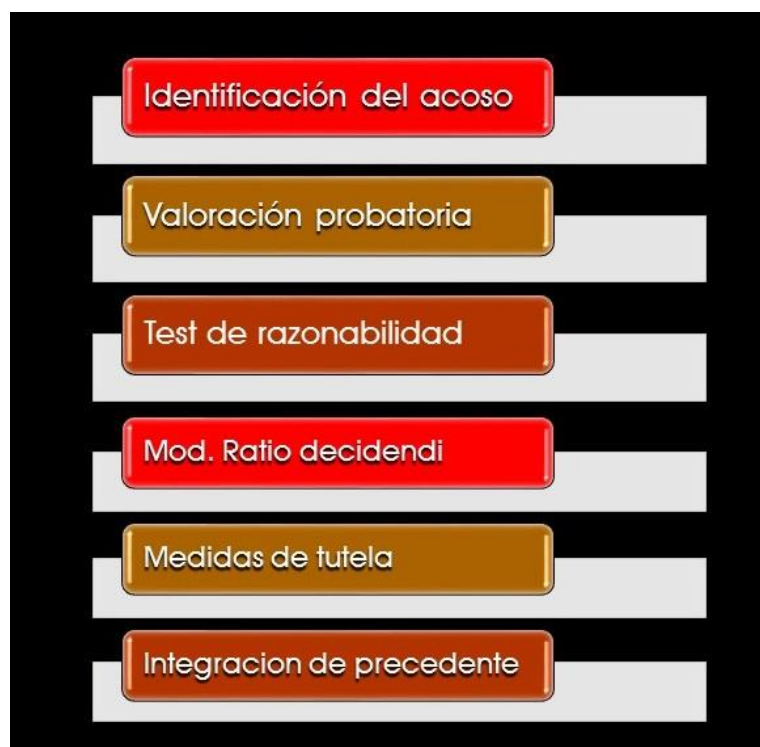 Identificación del acoso
Valoración probatoria
Test de razonabilidad
Mod. Ratio decidendi
Medidas de tutela
Integracion de precedente